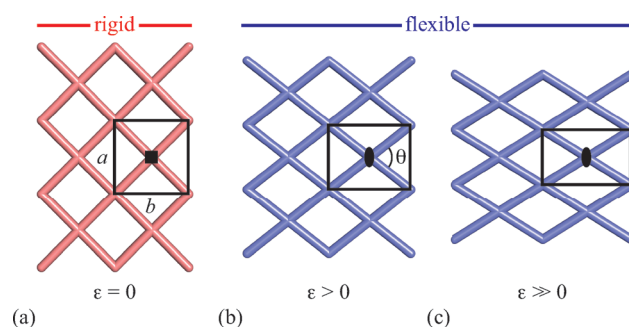 rigid
flexible
a
b
θ
ε = 0
ε > 0
ε ≫ 0
(a)
(b)
(c)